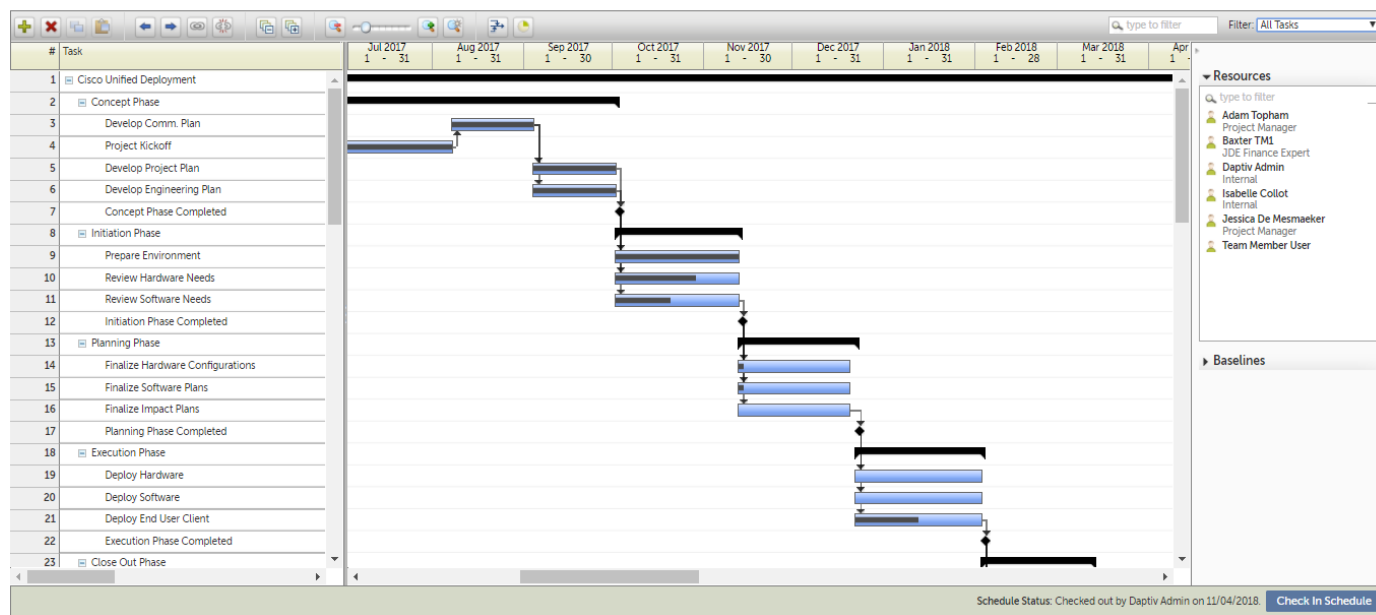 type to filter
Filter: All Tasks
# Task
Jul 2017 Aug 2017 Sep 2017 Oct 2017 Nov 2017 Dec 2017 Jan 2018 Feb 2018 Mar 2018 Apr
1 - 31 1 - 31 1 - 30 1 - 31 1 - 30 1 - 31 1 - 31 1 - 28 1 - 31 1 -
1 Cisco Unified Deployment
2 Concept Phase
3 Develop Comm. Plan
4 Project Kickoff
5 Develop Project Plan
6 Develop Engineering Plan
7 Concept Phase Completed
8 Initiation Phase
9 Prepare Environment
10 Review Hardware Needs
11 Review Software Needs
12 Initiation Phase Completed
13 Planning Phase
14 Finalize Hardware Configurations
15 Finalize Software Plans
16 Finalize Impact Plans
17 Planning Phase Completed
18 Execution Phase
19 Deploy Hardware
20 Deploy Software
21 Deploy End User Client
22 Execution Phase Completed
23 Close Out Phase
Resources
type to filter
Adam Topham
Project Manager
Baxter TM1
JDE Finance Expert
Daptiv Admin
Internal
Isabelle Collot
Internal
Jessica De Mesmaeker
Project Manager
Team Member User
Baselines
Schedule Status: Checked out by Daptiv Admin on 11/04/2018. Check In Schedule